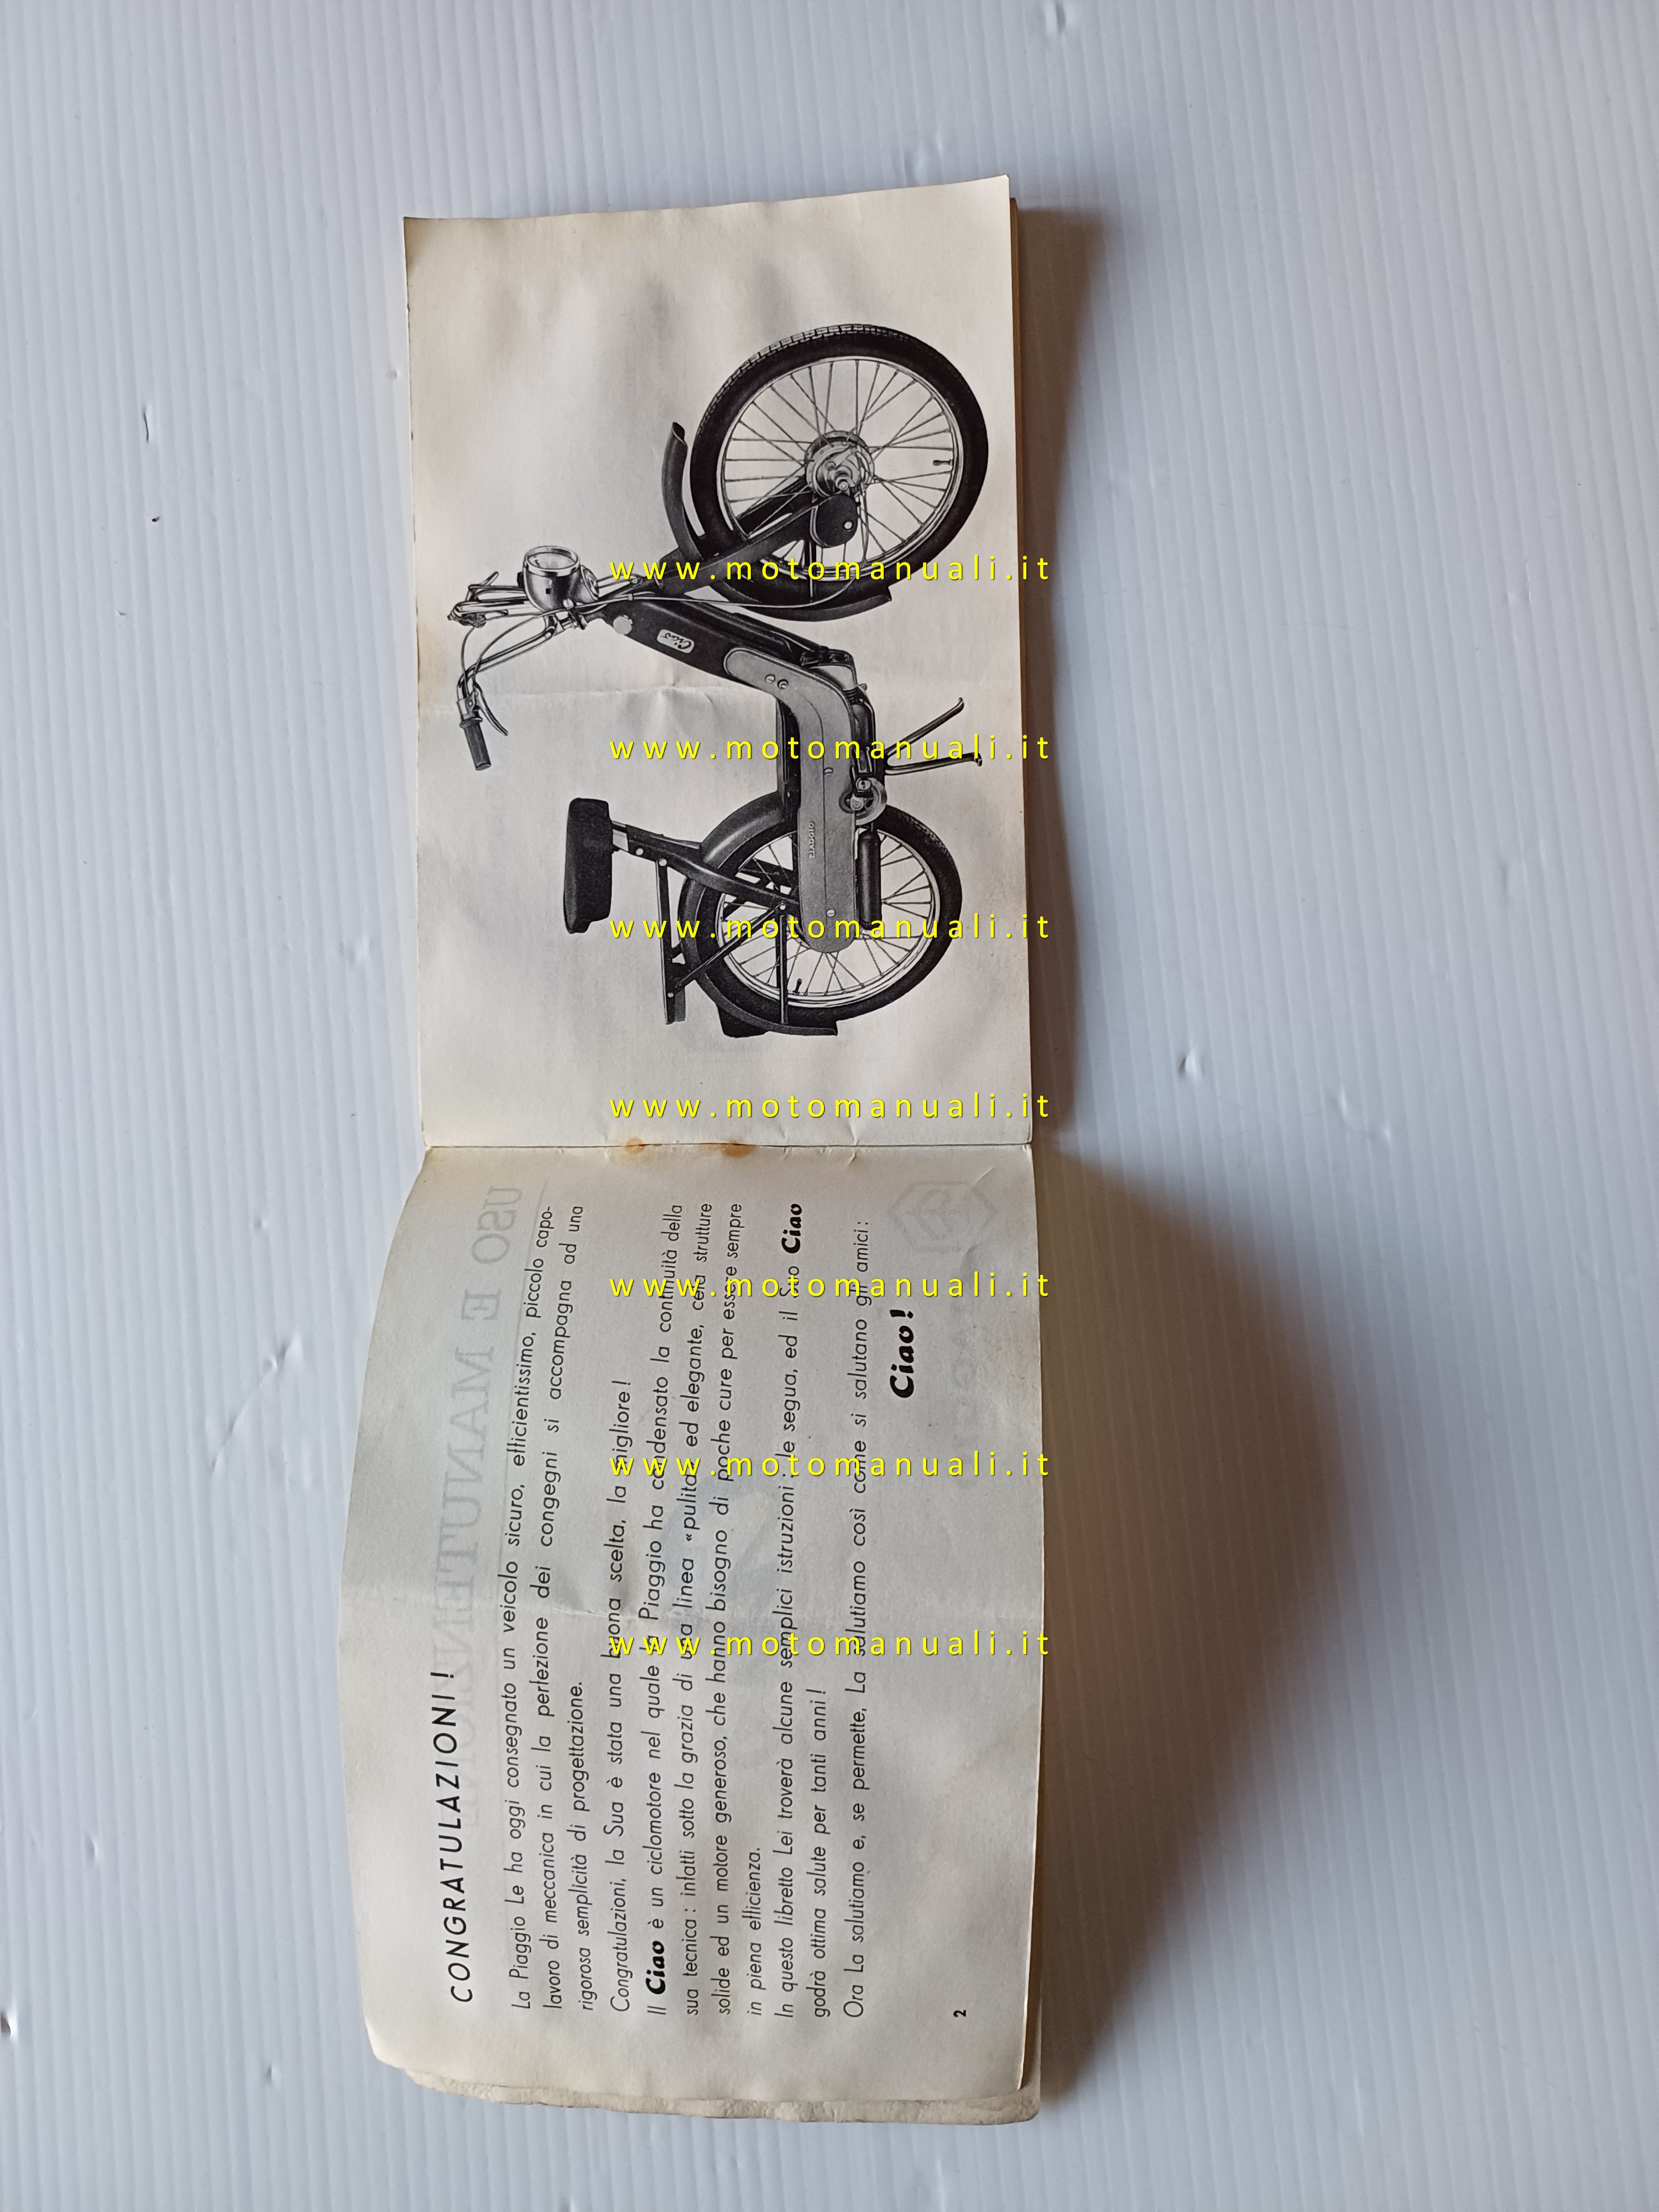 CONGRATULAZIONI!
La Piaggio Le ha oggi consegnato un veicolo sicuro, efficientissimo, piccolo capo-
lavoro di meccanica in cui la perfezione dei congegni si accompagna ad una
rigorosa semplicità di progettazione.
Congratulazioni, la Sua è stata una buona scelta, la migliore!
Il Ciao è un ciclomotore nel quale la Piaggio ha condensato la continuità della
sua tecnica: infatti sotto la grazia di una linea «pulita» ed elegante, cela strutture
solide ed un motore generoso, che hanno bisogno di poche cure per essere sempre
in piena efficienza.
In questo libretto Lei troverà alcune semplici istruzioni: le segua, ed il Suo Ciao
godrà ottima salute per tanti anni!
Ora La salutiamo e, se permette, La salutiamo così come si salutano gli amici:
Ciao!
2
USO E MANUTENZIONE
Ciao
PIAGGIO
www.motomanuali.it
www.motomanuali.it
www.motomanuali.it
www.motomanuali.it
www.motomanuali.it
www.motomanuali.it
www.motomanuali.it